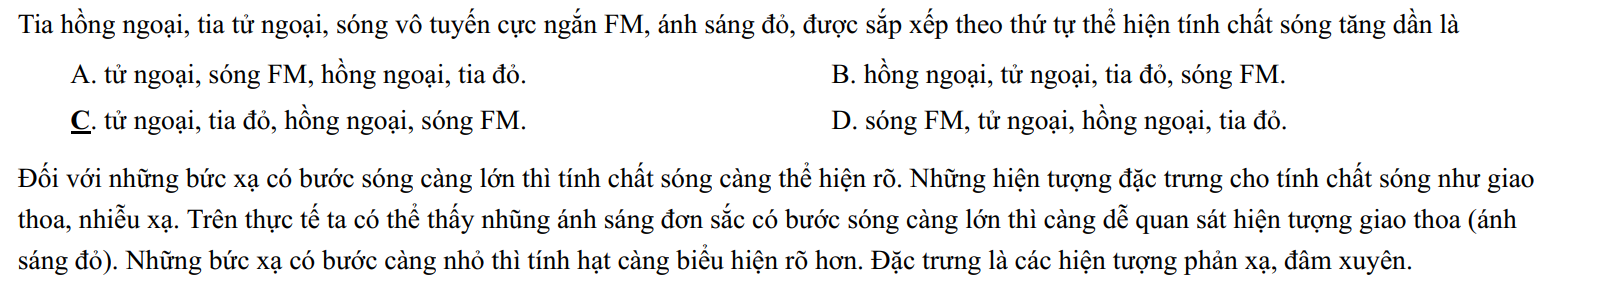 Tia hồng ngoại, tia tử ngoại, sóng vô tuyến cực ngắn FM, ánh sáng đỏ, được sắp xếp theo thứ tự thể hiện tính chất sóng tăng dần là
A. tử ngoại, sóng FM, hồng ngoại, tia đỏ. B. hồng ngoại, tử ngoại, tia đỏ, sóng FM.
C. tử ngoại, tia đỏ, hồng ngoại, sóng FM. D. sóng FM, tử ngoại, hồng ngoại, tia đỏ.
Đối với những bức xạ có bước sóng càng lớn thì tính chất sóng càng thể hiện rõ. Những hiện tượng đặc trưng cho tính chất sóng như giao
thoa, nhiễu xạ. Trên thực tế ta có thể thấy nhũng ánh sáng đơn sắc có bước sóng càng lớn thì càng dễ quan sát hiện tượng giao thoa (ánh
sáng đỏ). Những bức xạ có bước càng nhỏ thì tính hạt càng biểu hiện rõ hơn. Đặc trưng là các hiện tượng phản xạ, đâm xuyên.